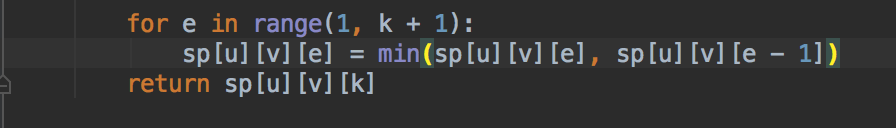 for e in range(1, k + 1):
sp[u][v][e] = min(sp[u][v][e], sp[u][v][e - 1])
return sp[u][v][k]